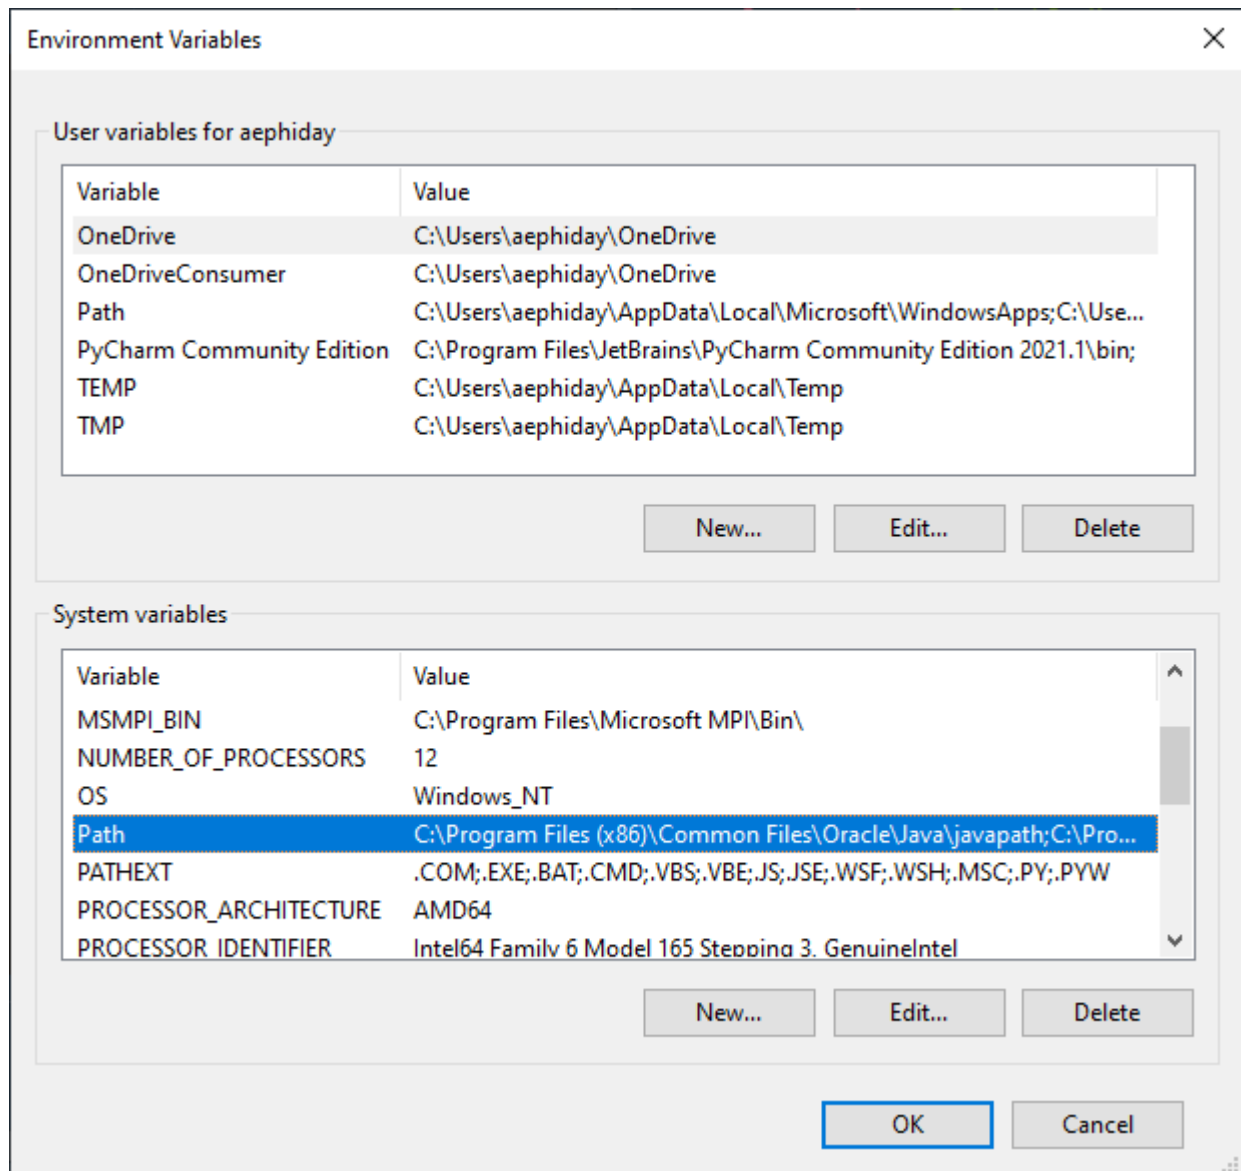 Environment Variables
User variables for aephiday
Variable Value
OneDrive C:\Users\aephiday\OneDrive
OneDriveConsumer C:\Users\aephiday\OneDrive
Path C:\Users\aephiday\AppData\Local\Microsoft\WindowsApps;C:\Use...
PyCharm Community Edition C:\Program Files\JetBrains\PyCharm Community Edition 2021.1\bin;
TEMP C:\Users\aephiday\AppData\Local\Temp
TMP C:\Users\aephiday\AppData\Local\Temp
New... Edit... Delete
System variables
Variable Value
MSMPI_BIN C:\Program Files\Microsoft MPI\Bin\
NUMBER_OF_PROCESSORS 12
OS Windows_NT
Path C:\Program Files (x86)\Common Files\Oracle\Java\javapath;C:\Pro...
PATHEXT .COM;.EXE;.BAT;.CMD;.VBS;.VBE;.JS;.JSE;.WSF;.WSH;.MSC;.PY;.PYW
PROCESSOR_ARCHITECTURE AMD64
PROCESSOR_IDENTIFIER Intel64 Family 6 Model 165 Stepping 3, GenuineIntel
New... Edit... Delete
OK Cancel